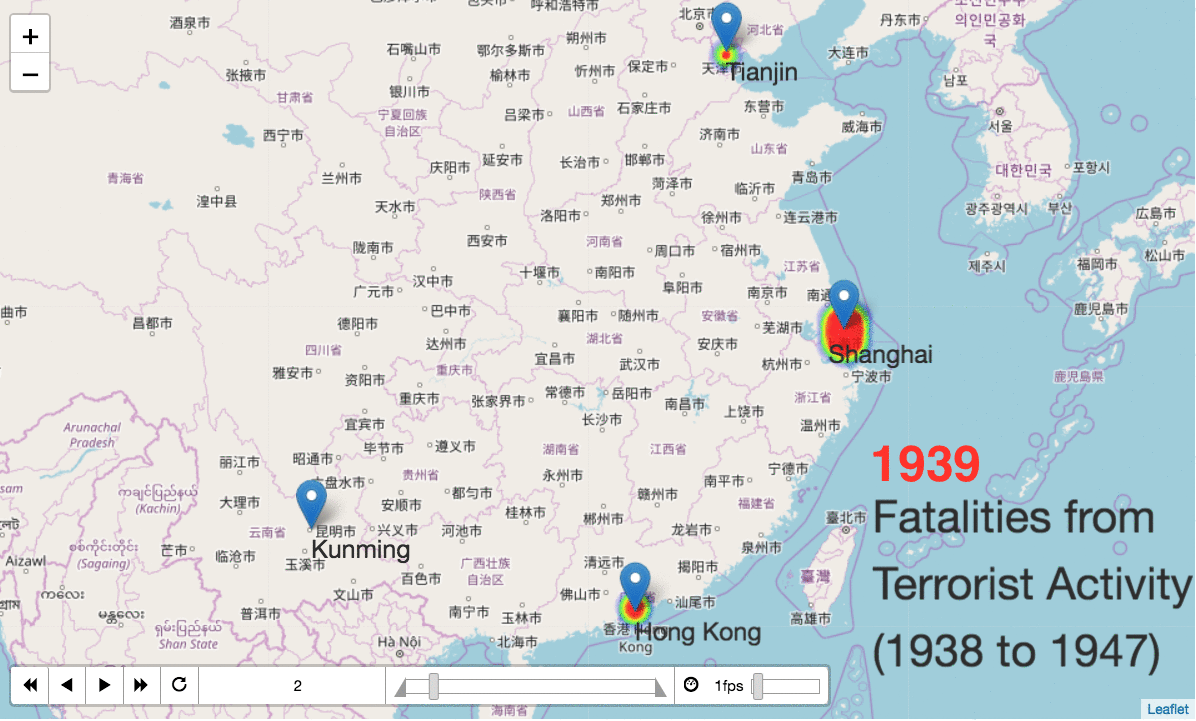 +
−
酒泉市
呼和浩特市
北京市
河北省
丹东市
의인민공화
국
朔州市
石嘴山市
鄂尔多斯市
大连市
张掖市
榆林市
忻州市
保定市
Tianjin
남포
银川市
甘肃省
宁夏回族
自治区
吕梁市
山西省
石家庄市
东营市
威海市
서울
西宁市
济南市
山东省
延安市
长治市
邯郸市
庆阳市
대한민국
포항시
青海省
兰州市
青岛市
菏泽市
临沂市
陕西省
湟中县
天水市
郑州市
洛阳市
徐州市
连云港市
광주광역시
부산
広島市
西安市
河南省
周口市
宿州市
陇南市
松山市
江苏省
제주시
福岡市
十堰市
南阳市
汉中市
广元市
阜阳市
南京市
曲市
昌都市
德阳市
巴中市
襄阳市
随州市
安徽省
芜湖市
鹿児島市
四川省
达州市
湖北省
安庆市
宜昌市
武汉市
杭州市
Shanghai
雅安市
资阳市
重庆市
宁波市
鹿児島県
重庆市
张家界市
常德市
岳阳市
南昌市
上饶市
浙江省
长沙市
宜宾市
温州市
Arunachal
Pradesh
毕节市
遵义市
湖南省
江西省
1939
丽江市
昭通市
宁德市
贵州省
永州市
六盘水市
南平市
ကချင်ပြည်နယ်
(Kachin)
大理市
安顺市
都匀市
赣州市
福建省
桂林市
郴州市
臺北市
Fatalities from
云南省
昆明市
兴义市
河池市
龙岩市
泉州市
Kunming
芒市
临沧市
玉溪市
Aizawl
(Sagaing)
广西壮族
自治区
清远市
揭阳市
臺灣
Terrorist Activity
百色市
文山市
佛山市
汕尾市
普洱市
南宁市
玉林市
高雄市
Shan State
Hà Nội
北海市
香港
Hong Kong
Kong
(1938 to 1947)
2
1fps
海南省
Leaflet